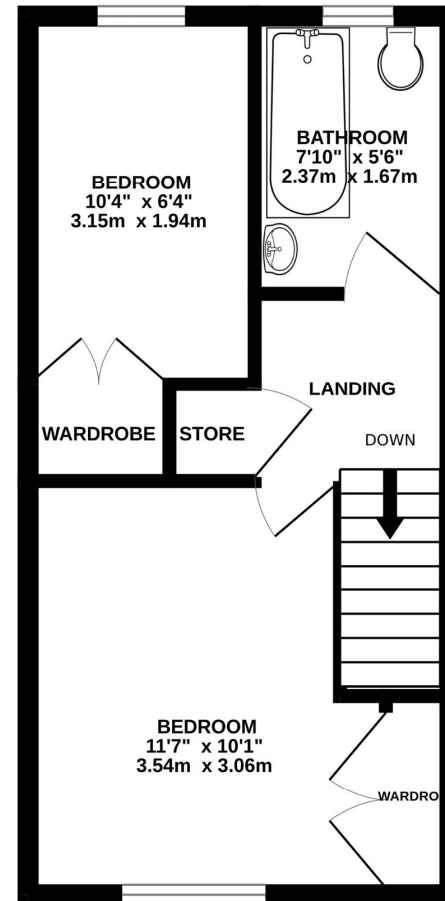 BATHROOM
7'10" x 5'6"
2.37m x 1.67m
BEDROOM
10'4" x 6'4"
3.15m x 1.94m
LANDING
WARDROBE
STORE
DOWN
BEDROOM
11'7" x 10'1"
3.54m x 3.06m
WARDRO